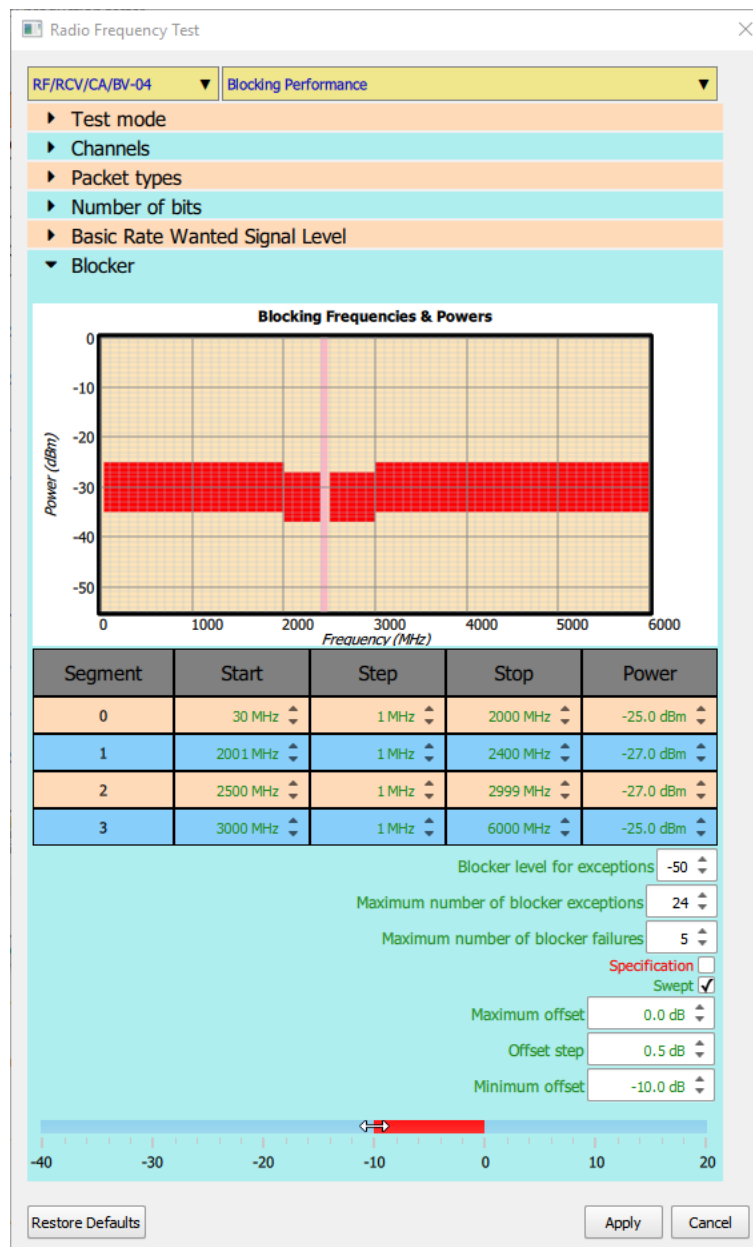 Radio Frequency Test
RF/RCV/CA/BV-04 Blocking Performance
Test mode
Channels
Packet types
Number of bits
Basic Rate Wanted Signal Level
Blocker
Blocking Frequencies & Powers
0
-10
-20
-30
-40
-50
Power (dBm)
0 1000 2000 3000 4000 5000 6000
Frequency (MHz)
Segment Start Step Stop Power
0 30 MHz 1 MHz 2000 MHz -25.0 dBm
1 2001 MHz 1 MHz 2400 MHz -27.0 dBm
2 2500 MHz 1 MHz 2999 MHz -27.0 dBm
3 3000 MHz 1 MHz 6000 MHz -25.0 dBm
Blocker level for exceptions -50
Maximum number of blocker exceptions 24
Maximum number of blocker failures 5
Specification
Swept
Maximum offset 0.0 dB
Offset step 0.5 dB
Minimum offset -10.0 dB
-40 -30 -20 -10 0 10 20
Restore Defaults Apply Cancel